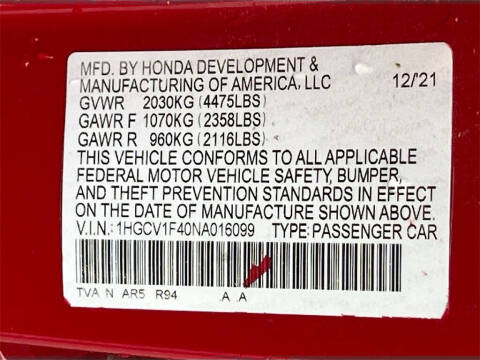 MFD. BY HONDA DEVELOPMENT &
MANUFACTURING OF AMERICA, LLC 12/21
GVWR 2030KG (4475LBS)
GAWR F 1070KG (2358LBS)
GAWR R 960KG (2116LBS)
THIS VEHICLE CONFORMS TO ALL APPLICABLE
FEDERAL MOTOR VEHICLE SAFETY, BUMPER,
AND THEFT PREVENTION STANDARDS IN EFFECT
ON THE DATE OF MANUFACTURE SHOWN ABOVE.
V.I.N.: 1HGCV1F40NA016099 TYPE: PASSENGER CAR
TVA N AR5 R94 A A